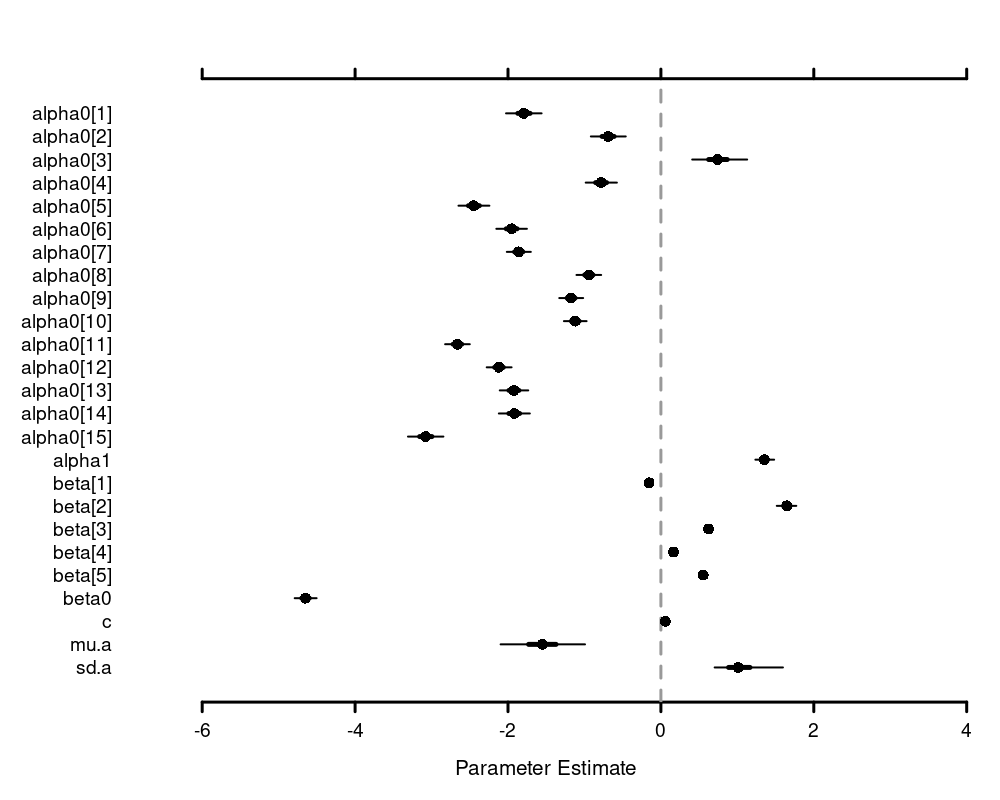 alpha0[1]
alpha0[2]
alpha0[3]
alpha0[4]
alpha0[5]
alpha0[6]
alpha0[7]
alpha0[8]
alpha0[9]
alpha0[10]
alpha0[11]
alpha0[12]
alpha0[13]
alpha0[14]
alpha0[15]
alpha1
beta[1]
beta[2]
beta[3]
beta[4]
beta[5]
beta0
c
mu.a
sd.a
-6 -4 -2 0 2 4
Parameter Estimate